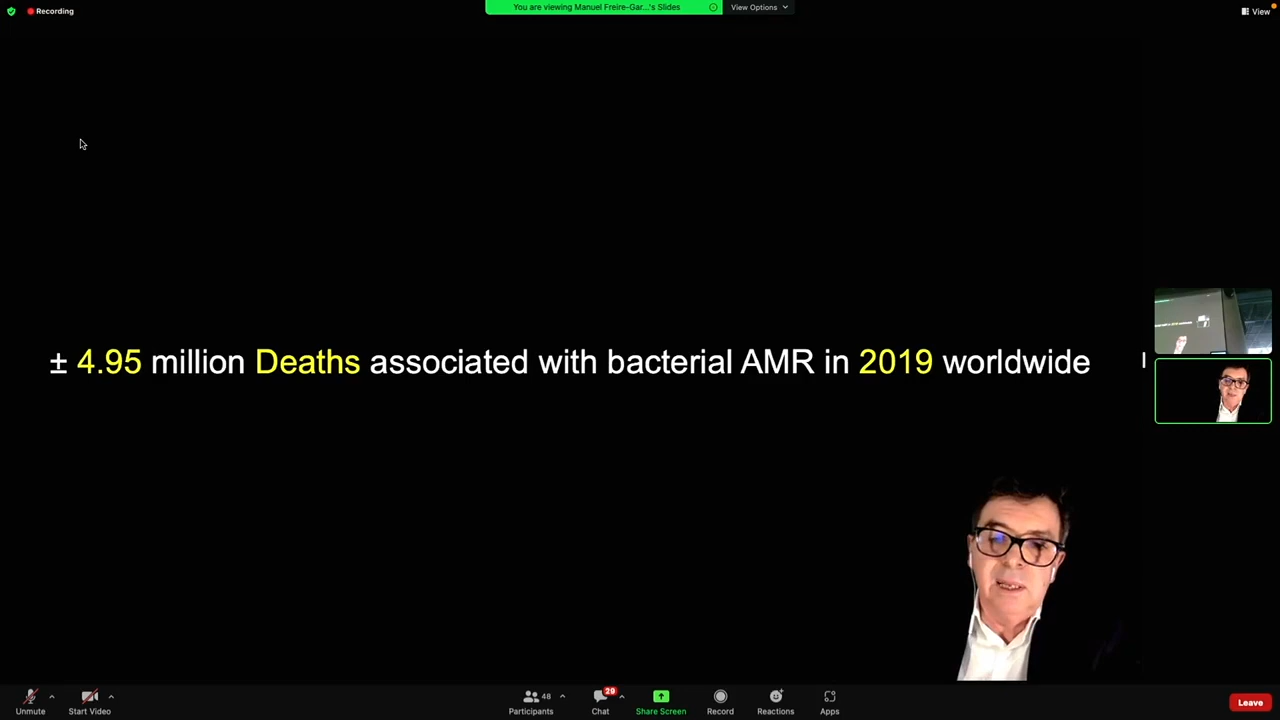 Recording
You are viewing Manuel Freire-Gar...'s Slides
View Options
View
± 4.95 million Deaths associated with bacterial AMR in 2019 worldwide
Unmute
Start Video
48
Participants
29
Chat
Share Screen
Record
Reactions
Apps
Leave